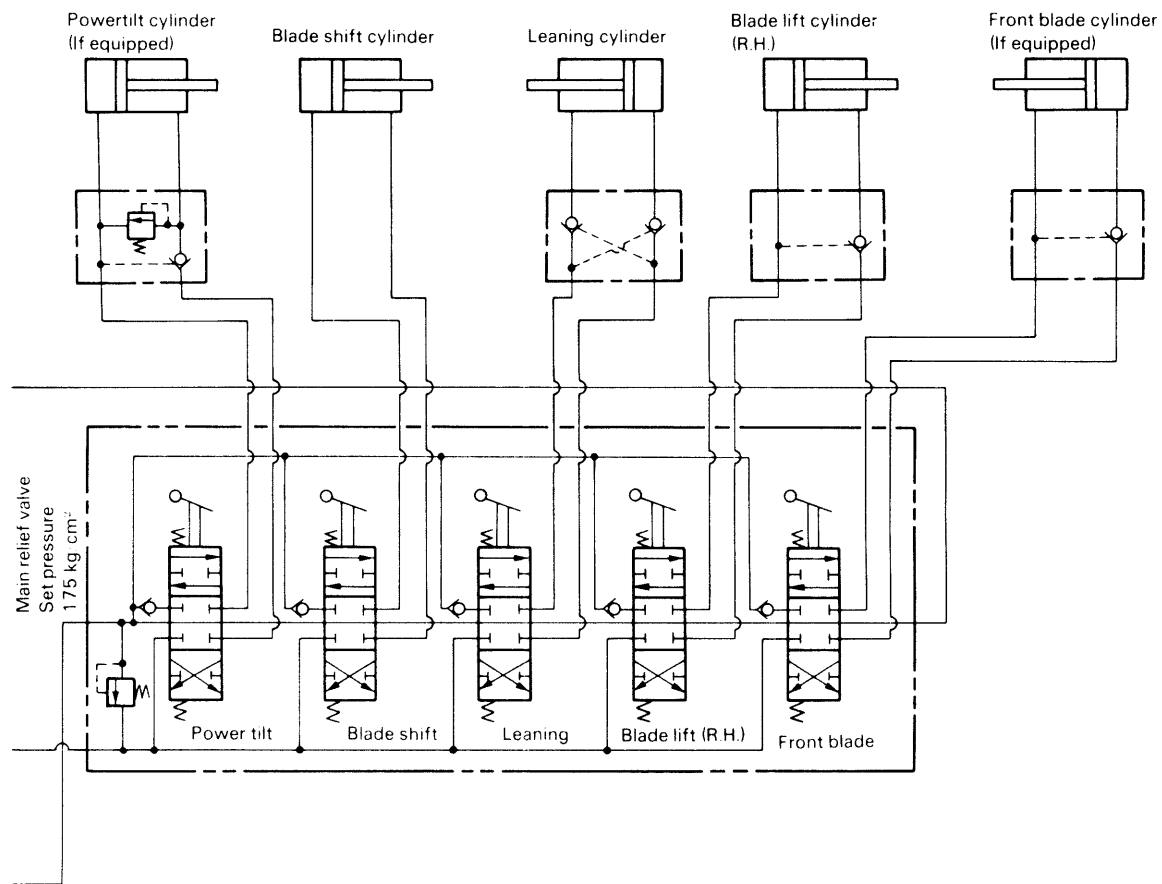 Powertilt cylinder
(If equipped)
Blade shift cylinder
Leaning cylinder
Blade lift cylinder
(R.H.)
Front blade cylinder
(If equipped)
Main relief valve
Set pressure
175 kg cm²
Power tilt
Blade shift
Leaning
Blade lift (R.H.)
Front blade